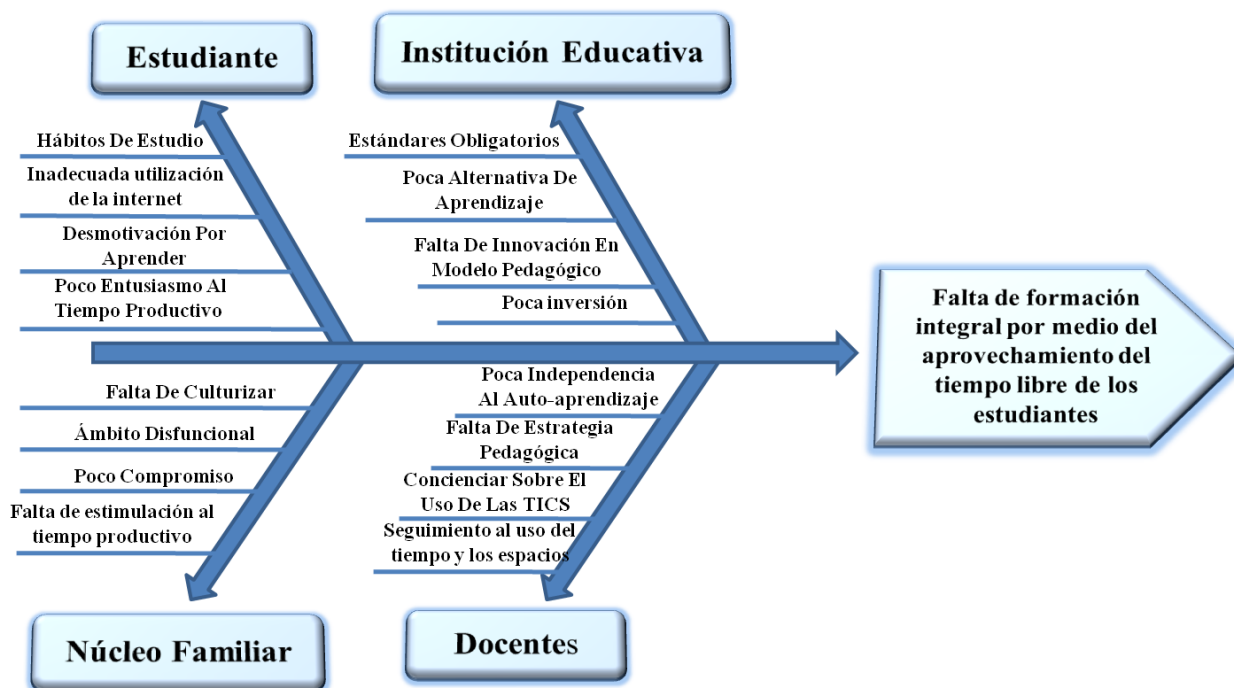 Estudiante
Institución Educativa
Hábitos De Estudio
Inadecuada utilización
de la internet
Desmotivación Por
Aprender
Poco Entusiasmo Al
Tiempo Productivo
Estándares Obligatorios
Poca Alternativa De
Aprendizaje
Falta De Innovación En
Modelo Pedagógico
Poca inversión
Falta de formación
integral por medio del
aprovechamiento del
tiempo libre de los
estudiantes
Falta De Culturizar
Ámbito Disfuncional
Poco Compromiso
Falta de estimulación al
tiempo productivo
Poca Independencia
Al Auto-aprendizaje
Falta De Estrategia
Pedagógica
Concienciar Sobre El
Uso De Las TICS
Seguimiento al uso del
tiempo y los espacios
Núcleo Familiar
Docentes